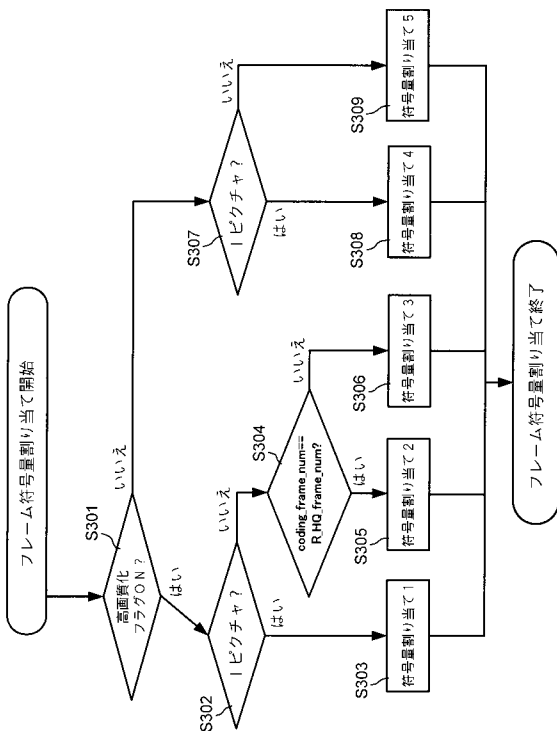 フレーム符号量割り当て開始
S301
高画質化
フラグON？
はい
いいえ
S302
Iピクチャ？
はい
いいえ
S303
符号量割り当て1
S304
coding_frame_num==
R_HQ_frame_num?
はい
いいえ
S305
符号量割り当て2
S306
符号量割り当て3
S307
Iピクチャ？
はい
いいえ
S308
符号量割り当て4
S309
符号量割り当て5
フレーム符号量割り当て終了